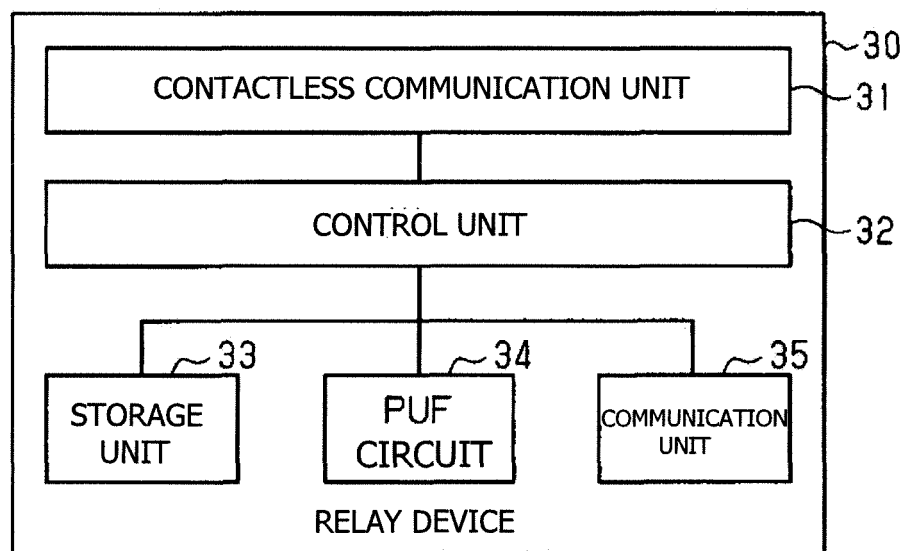 30
CONTACTLESS COMMUNICATION UNIT
31
CONTROL UNIT
32
33
34
35
STORAGE
UNIT
PUF
CIRCUIT
COMMUNICATION
UNIT
RELAY DEVICE